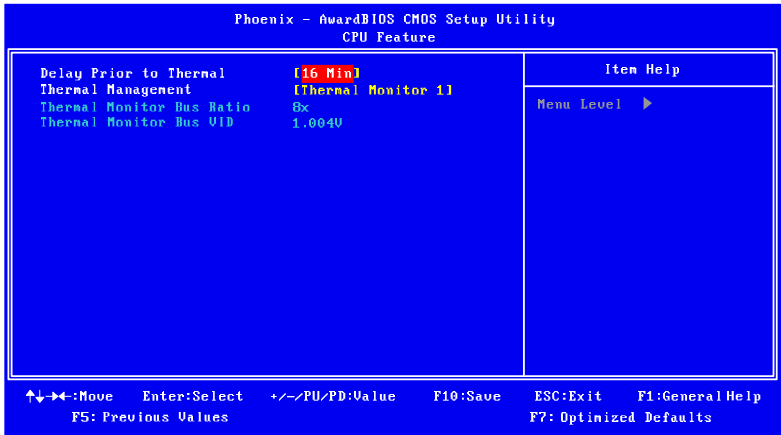 Phoenix - AwardBIOS CMOS Setup Utility
CPU Feature
Delay Prior to Thermal [16 Min]
Thermal Management [Thermal Monitor 1]
Thermal Monitor Bus Ratio 8x
Thermal Monitor Bus VID 1.004V
Item Help
Menu Level ▶
↑↓→←:Move Enter:Select +/-/PU/PD:Value F10:Save ESC:Exit F1:General Help
F5: Previous Values F7: Optimized Defaults